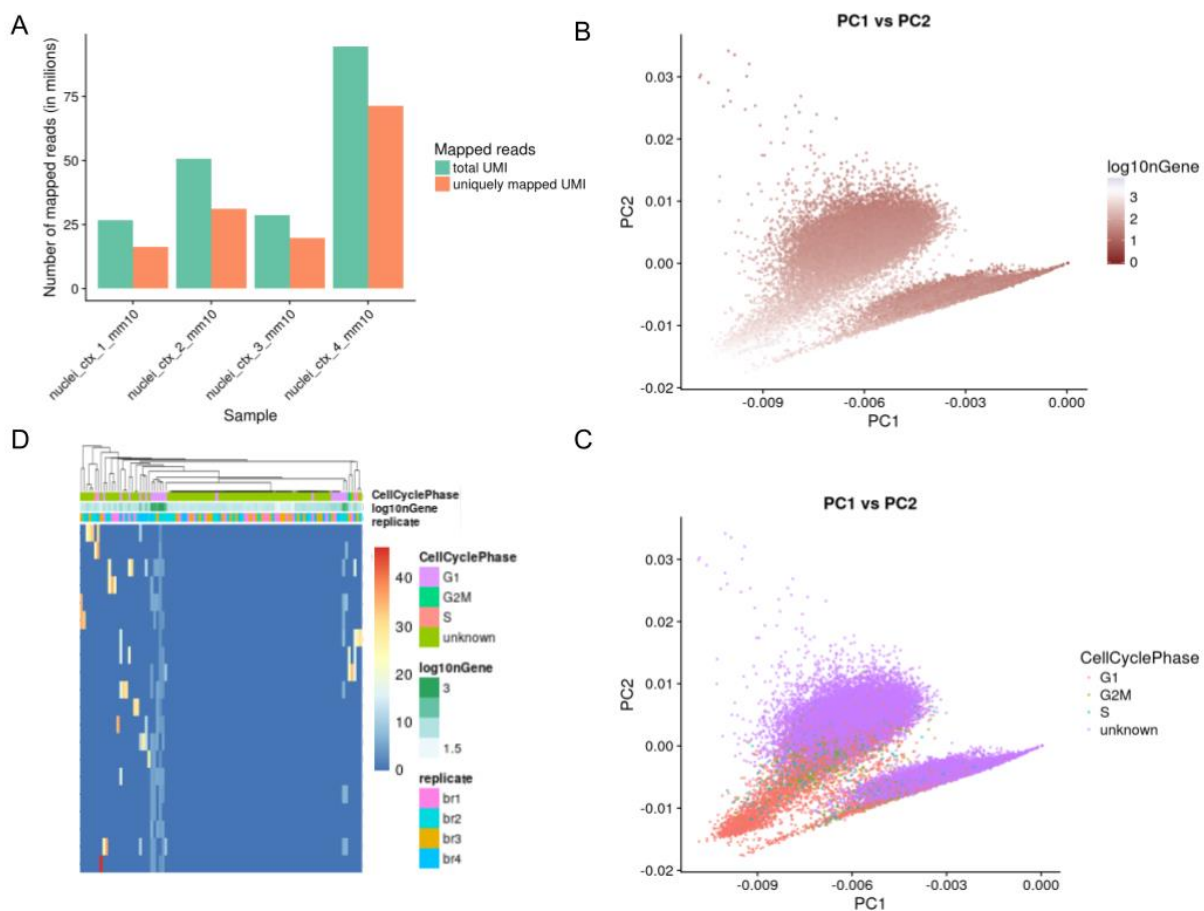 A
Number of mapped reads (in milions)
75
50
25
0
nuclei_ctx_1_mm10
nuclei_ctx_2_mm10
nuclei_ctx_3_mm10
nuclei_ctx_4_mm10
Sample
Mapped reads
total UMI
uniquely mapped UMI
B
PC1 vs PC2
PC2
0.03
0.02
0.01
0.00
-0.01
-0.02
-0.009
-0.006
-0.003
0.000
PC1
log10nGene
3
2
1
0
D
CellCyclePhase
log10nGene
replicate
40
30
20
10
0
CellCyclePhase
G1
G2M
S
unknown
log10nGene
3
1.5
replicate
br1
br2
br3
br4
C
PC1 vs PC2
PC2
0.03
0.02
0.01
0.00
-0.01
-0.02
-0.009
-0.006
-0.003
0.000
PC1
CellCyclePhase
G1
G2M
S
unknown